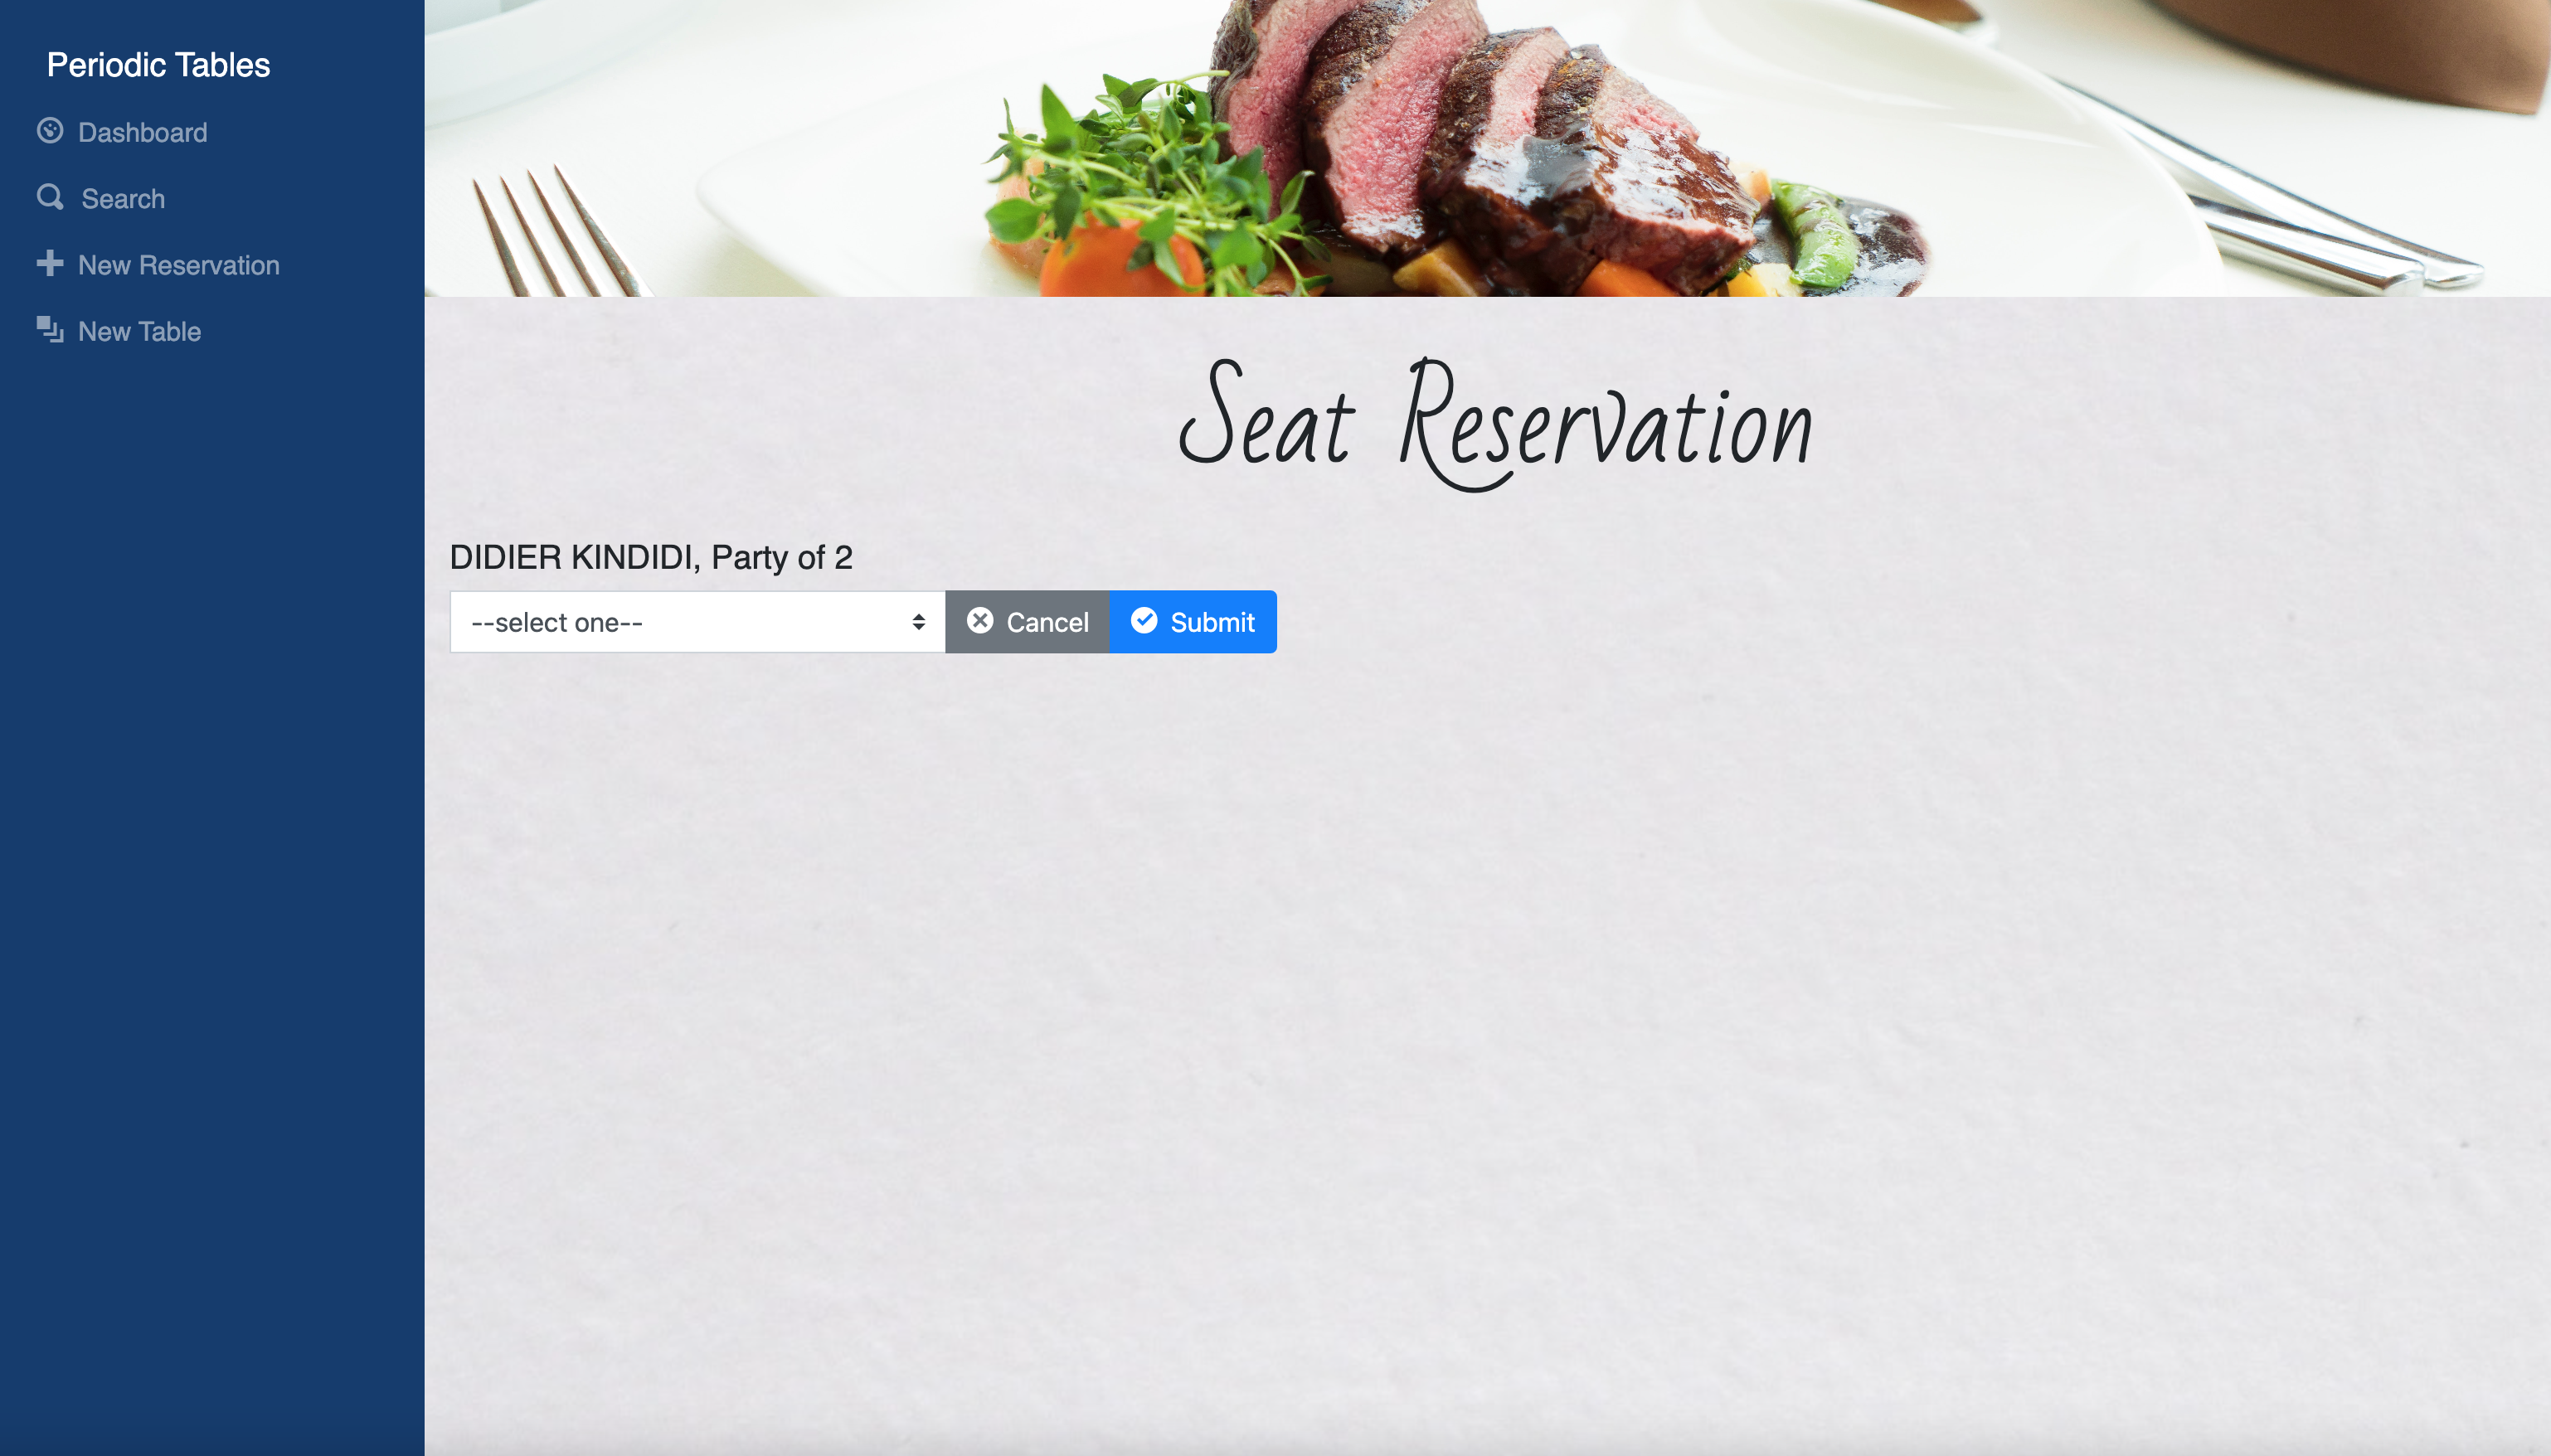 Periodic Tables
Dashboard
Search
New Reservation
New Table
Seat Reservation
DIDIER KINDIDI, Party of 2
--select one-- Cancel Submit